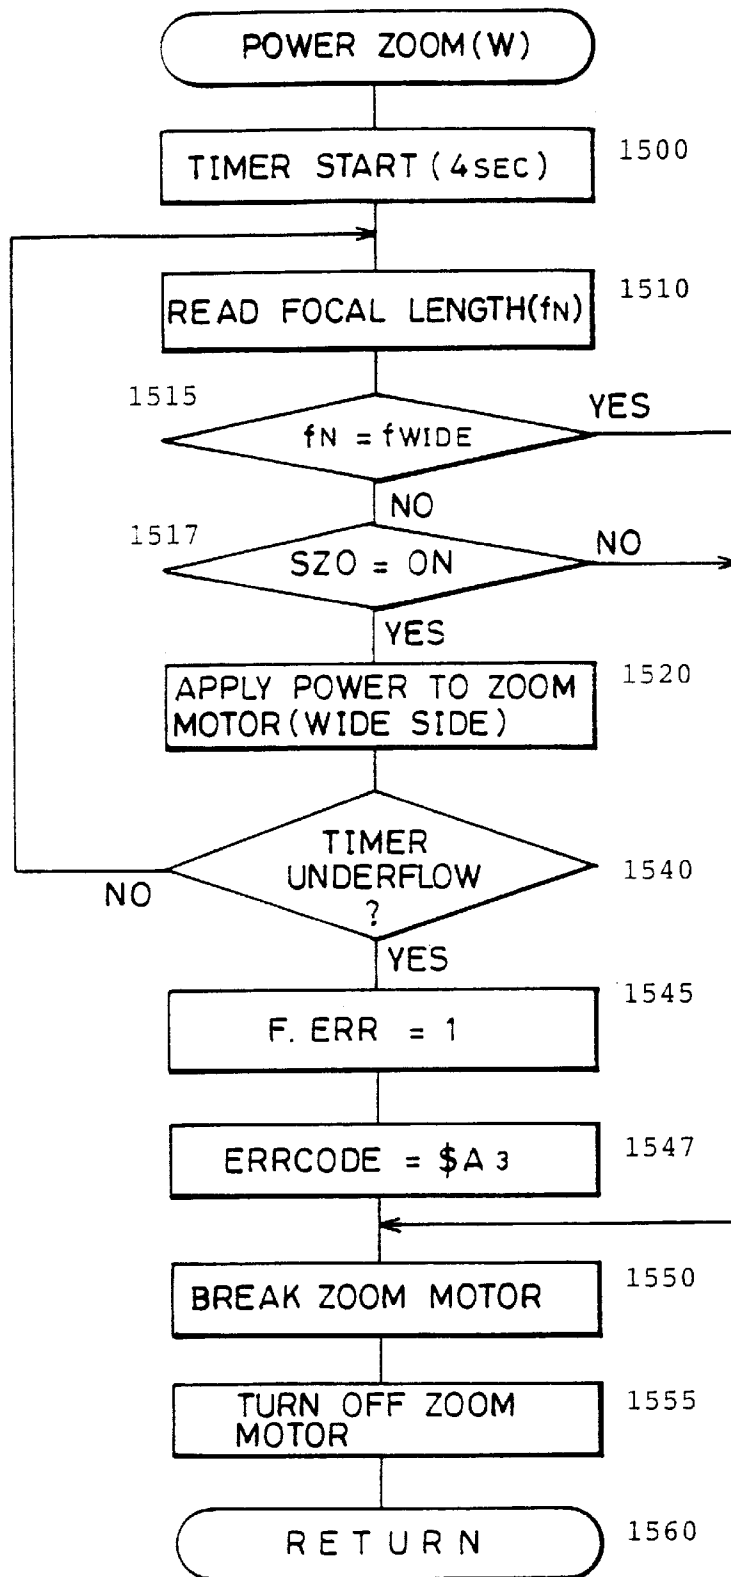 POWER ZOOM(W)
TIMER START (4SEC)
1500
READ FOCAL LENGTH(fN)
1510
1515
fN = fWIDE
YES
NO
1517
SZO = ON
NO
YES
APPLY POWER TO ZOOM
MOTOR(WIDE SIDE)
1520
TIMER
UNDERFLOW
?
1540
NO
YES
F. ERR = 1
1545
ERRCODE = $A3
1547
BREAK ZOOM MOTOR
1550
TURN OFF ZOOM
MOTOR
1555
RETURN
1560